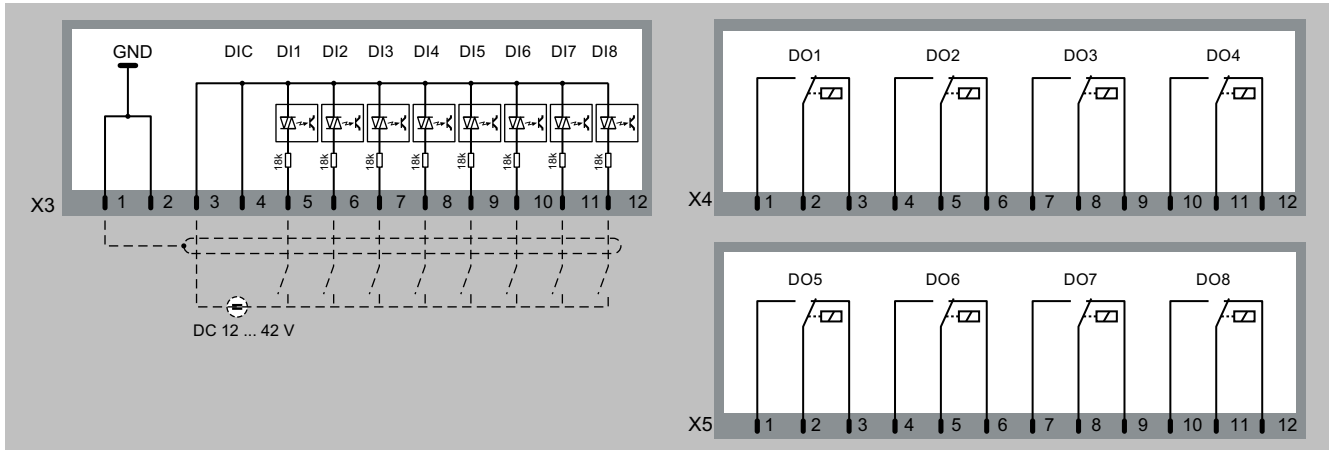 GND DIC DI1 DI2 DI3 DI4 DI5 DI6 DI7 DI8
18k 18k 18k 18k 18k 18k 18k 18k
X3 1 2 3 4 5 6 7 8 9 10 11 12
DC 12 ... 42 V
DO1 DO2 DO3 DO4
X4 1 2 3 4 5 6 7 8 9 10 11 12
DO5 DO6 DO7 DO8
X5 1 2 3 4 5 6 7 8 9 10 11 12